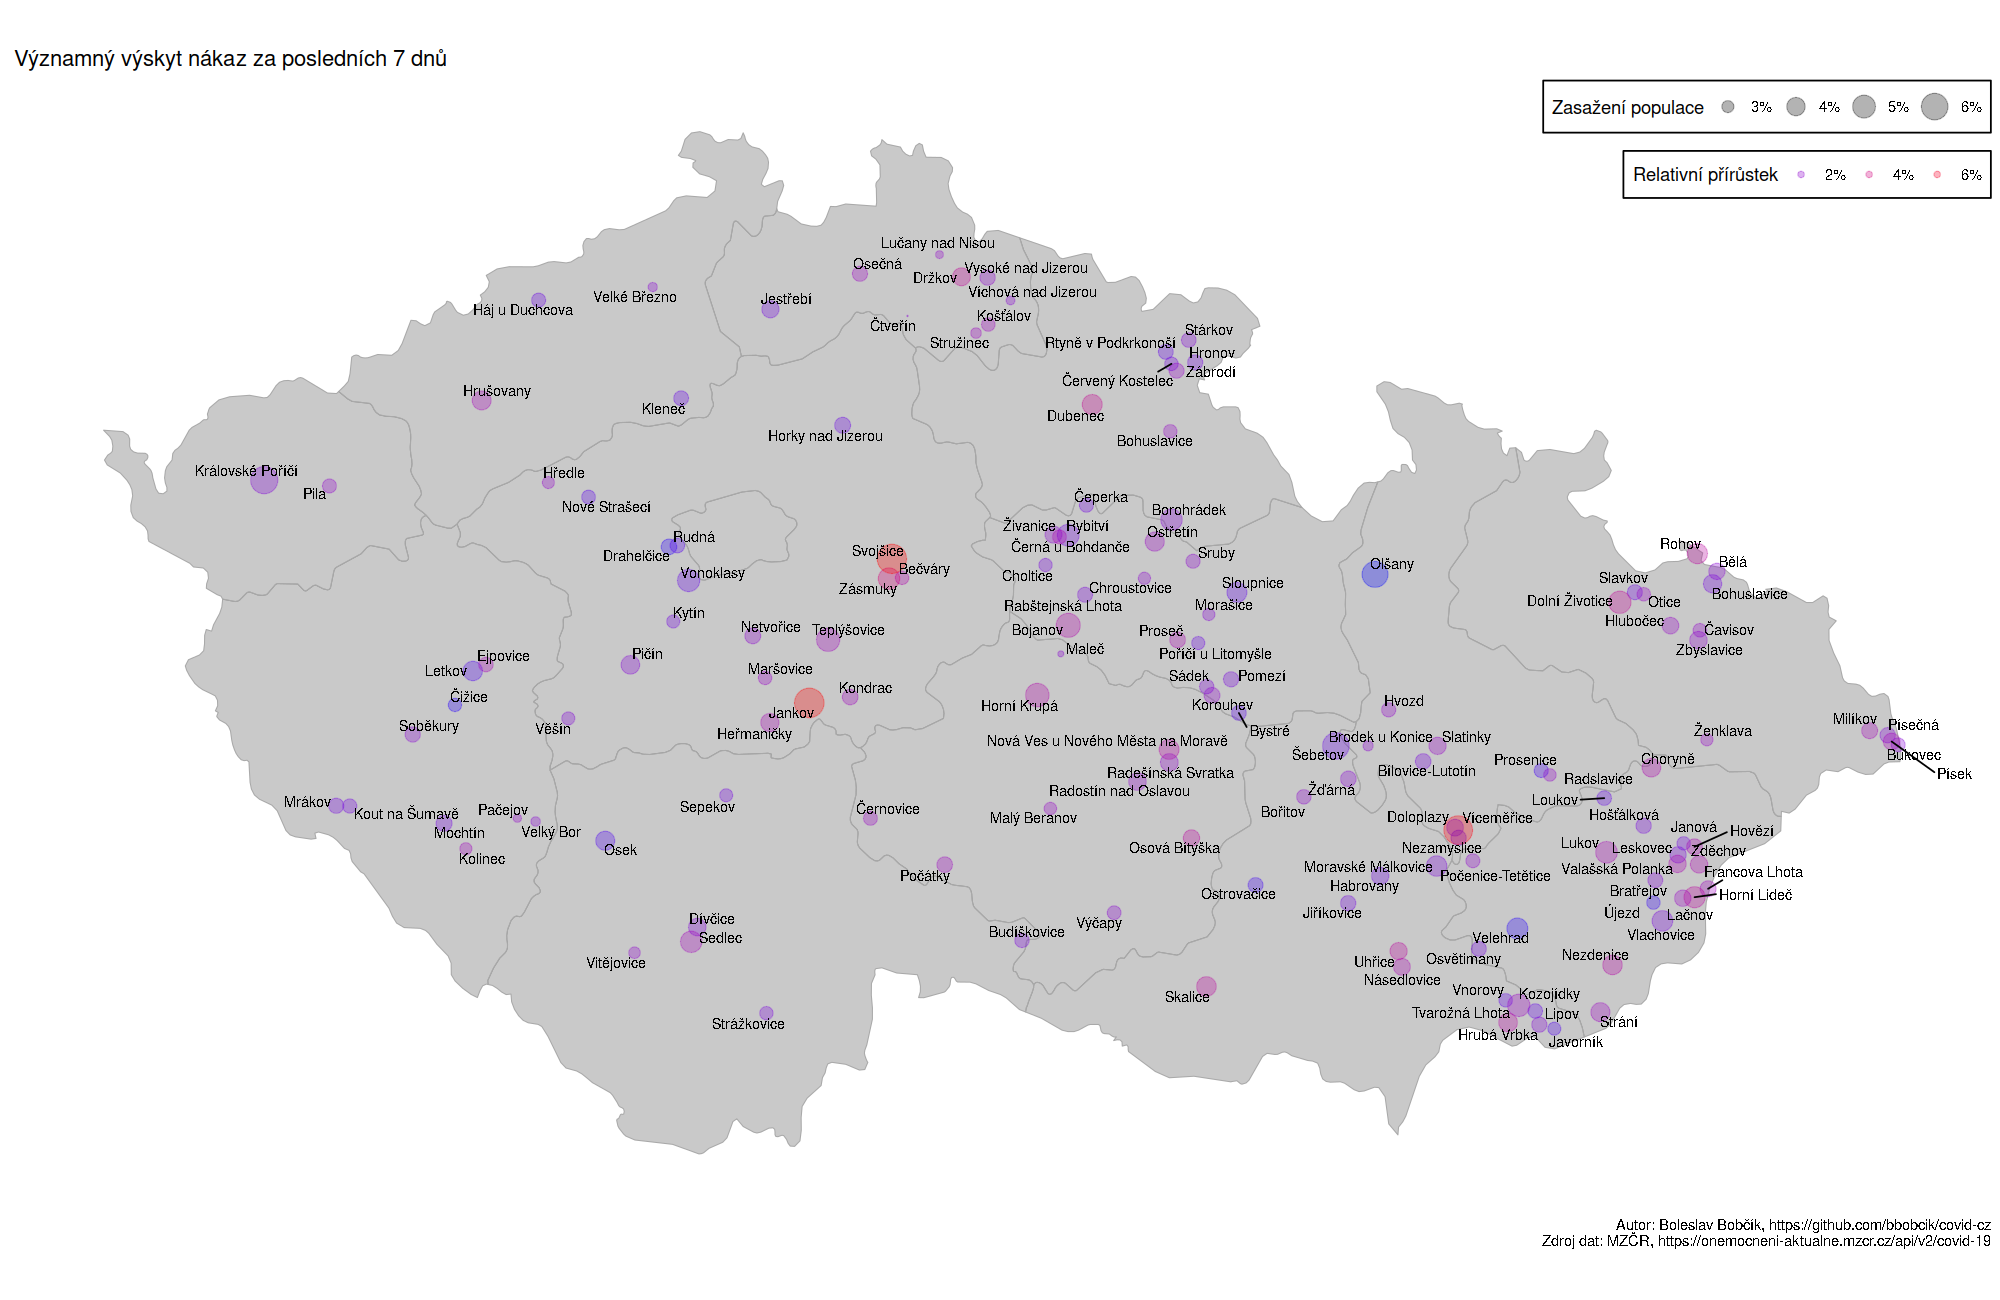 Významný výskyt nákaz za posledních 7 dnů
Zasažení populace 3% 4% 5% 6%
Relativní přírůstek 2% 4% 6%
Lučany nad Nisou
Osečná
Držkov
Vysoké nad Jizerou
Víchová nad Jizerou
Velké Březno
Háj u Duchcova
Jestřebí
Čtveřín
Košťálov
Stružinec
Stárkov
Rtyně v Podkrkonoší
Hronov
Červený Kostelec
Zábrodí
Hrušovany
Kleneč
Dubenec
Horky nad Jizerou
Bohuslavice
Královské Poříčí
Pila
Hředle
Nové Strašecí
Čeperka
Borohrádek
Živanice
Rybitví
Ostřetín
Rudná
Drahelčice
Svojšice
Černá u Bohdanče
Sruby
Rohov
Bělá
Vonoklasy
Bečváry
Zásmuky
Choltice
Chroustovice
Sloupnice
Olšany
Slavkov
Bohuslavice
Dolní Životice
Otice
Kytín
Netvořice
Teplýšovice
Rabštejnská Lhota
Morašice
Bojanov
Proseč
Hlubočec
Čavisov
Zbyslavice
Ejpovice
Letkov
Pičín
Maršovice
Maleč
Poříčí u Litomyšle
Čižice
Kondrac
Sádek
Pomezí
Horní Krupá
Korouhev
Hvozd
Soběkury
Věšín
Jankov
Heřmaničky
Bystré
Nová Ves u Nového Města na Moravě
Brodek u Konice
Slatinky
Šebetov
Ženklava
Milíkov
Písečná
Bukovec
Písek
Radešínská Svratka
Bílovice-Lutotín
Prosenice
Choryně
Radslavice
Radostín nad Oslavou
Žďárná
Bořitov
Loukov
Mrákov
Kout na Šumavě
Pačejov
Sepekov
Černovice
Malý Beranov
Doloplazy
Víceměřice
Hošťálková
Mochtín
Velký Bor
Janová
Hovězí
Kolinec
Osek
Osová Bítýška
Nezamyslice
Lukov
Leskovec
Zděchov
Moravské Málkovice
Valašská Polanka
Francova Lhota
Počátky
Habrovany
Počenice-Tetětice
Bratřejov
Horní Lideč
Ostrovačice
Jiříkovice
Újezd
Lačnov
Dívčice
Výčapy
Sedlec
Budíškovice
Velehrad
Vlachovice
Vitějovice
Uhřice
Osvětimany
Nezdenice
Násedlovice
Skalice
Vnorovy
Kozojídky
Strážkovice
Tvarožná Lhota
Lipov
Strání
Hrubá Vrbka
Javorník
Autor: Boleslav Bobčík, https://github.com/bbobcik/covid-cz
Zdroj dat: MZČR, https://onemocneni-aktualne.mzcr.cz/api/v2/covid-19